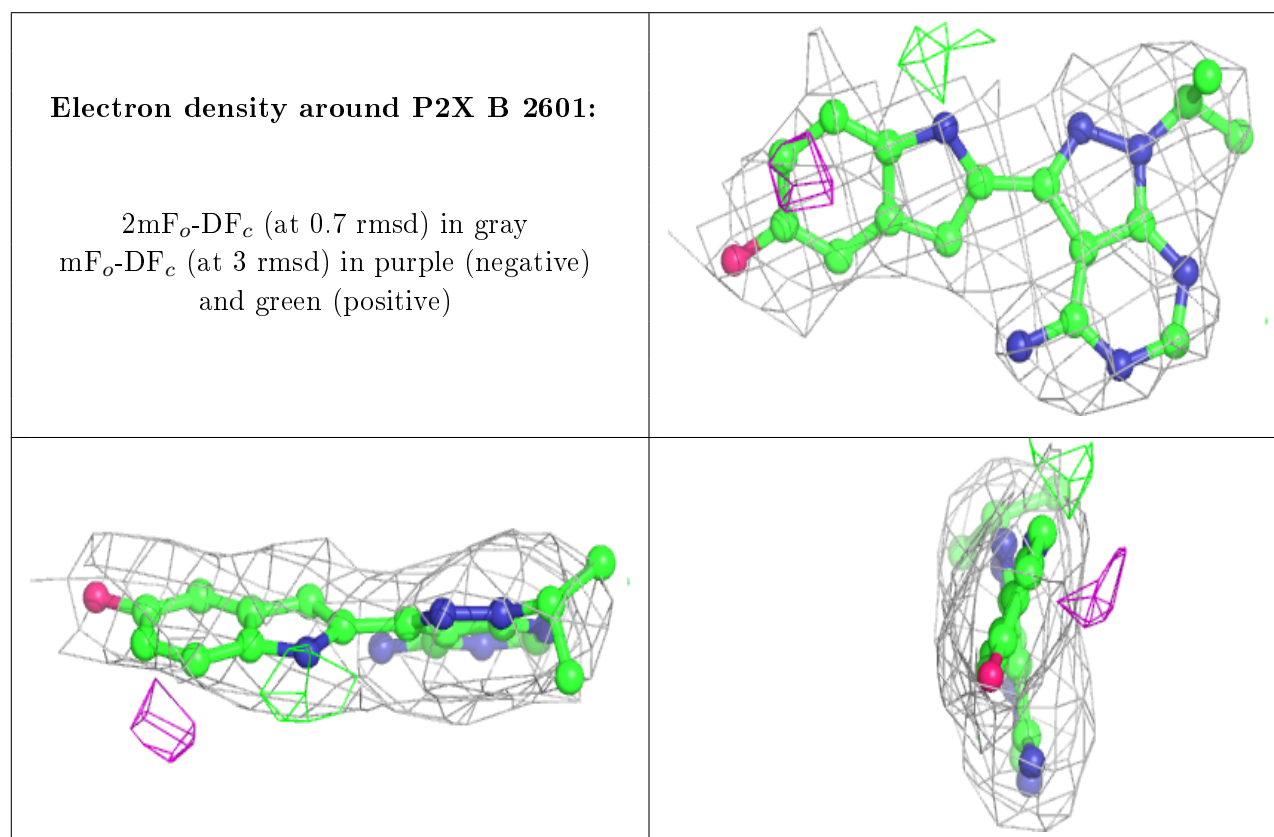 Electron density around P2X B 2601:
2mFo-DFc (at 0.7 rmsd) in gray
mFo-DFc (at 3 rmsd) in purple (negative)
and green (positive)